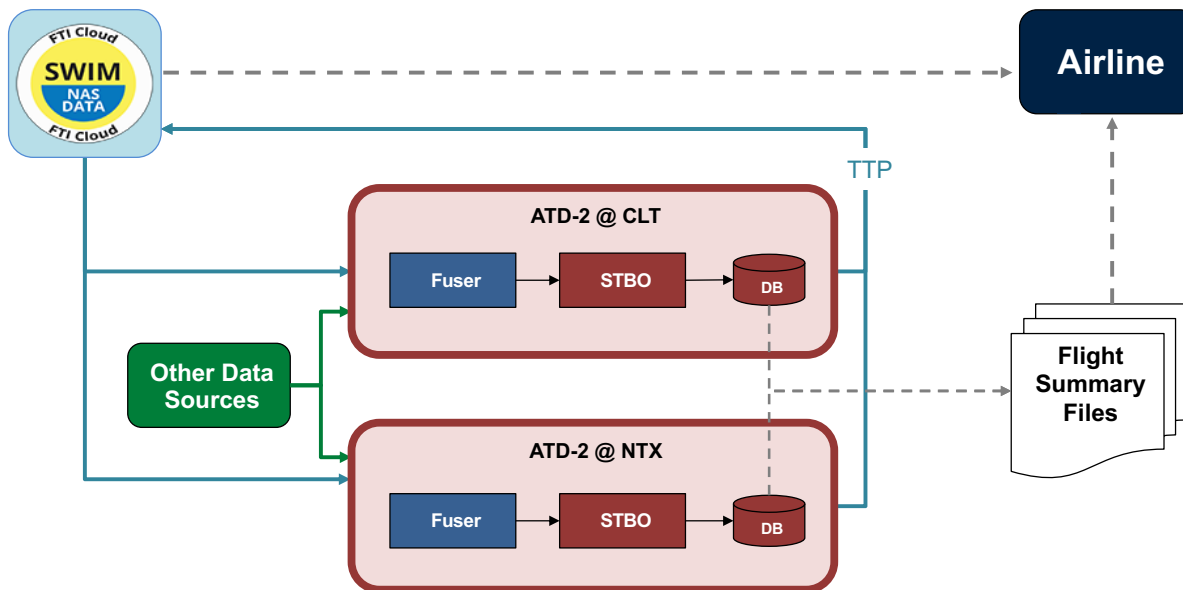 FTI Cloud
SWIM
NAS
DATA
FTI Cloud
Airline
TTP
ATD-2 @ CLT
Fuser
STBO
DB
Other Data
Sources
Flight
Summary
Files
ATD-2 @ NTX
Fuser
STBO
DB